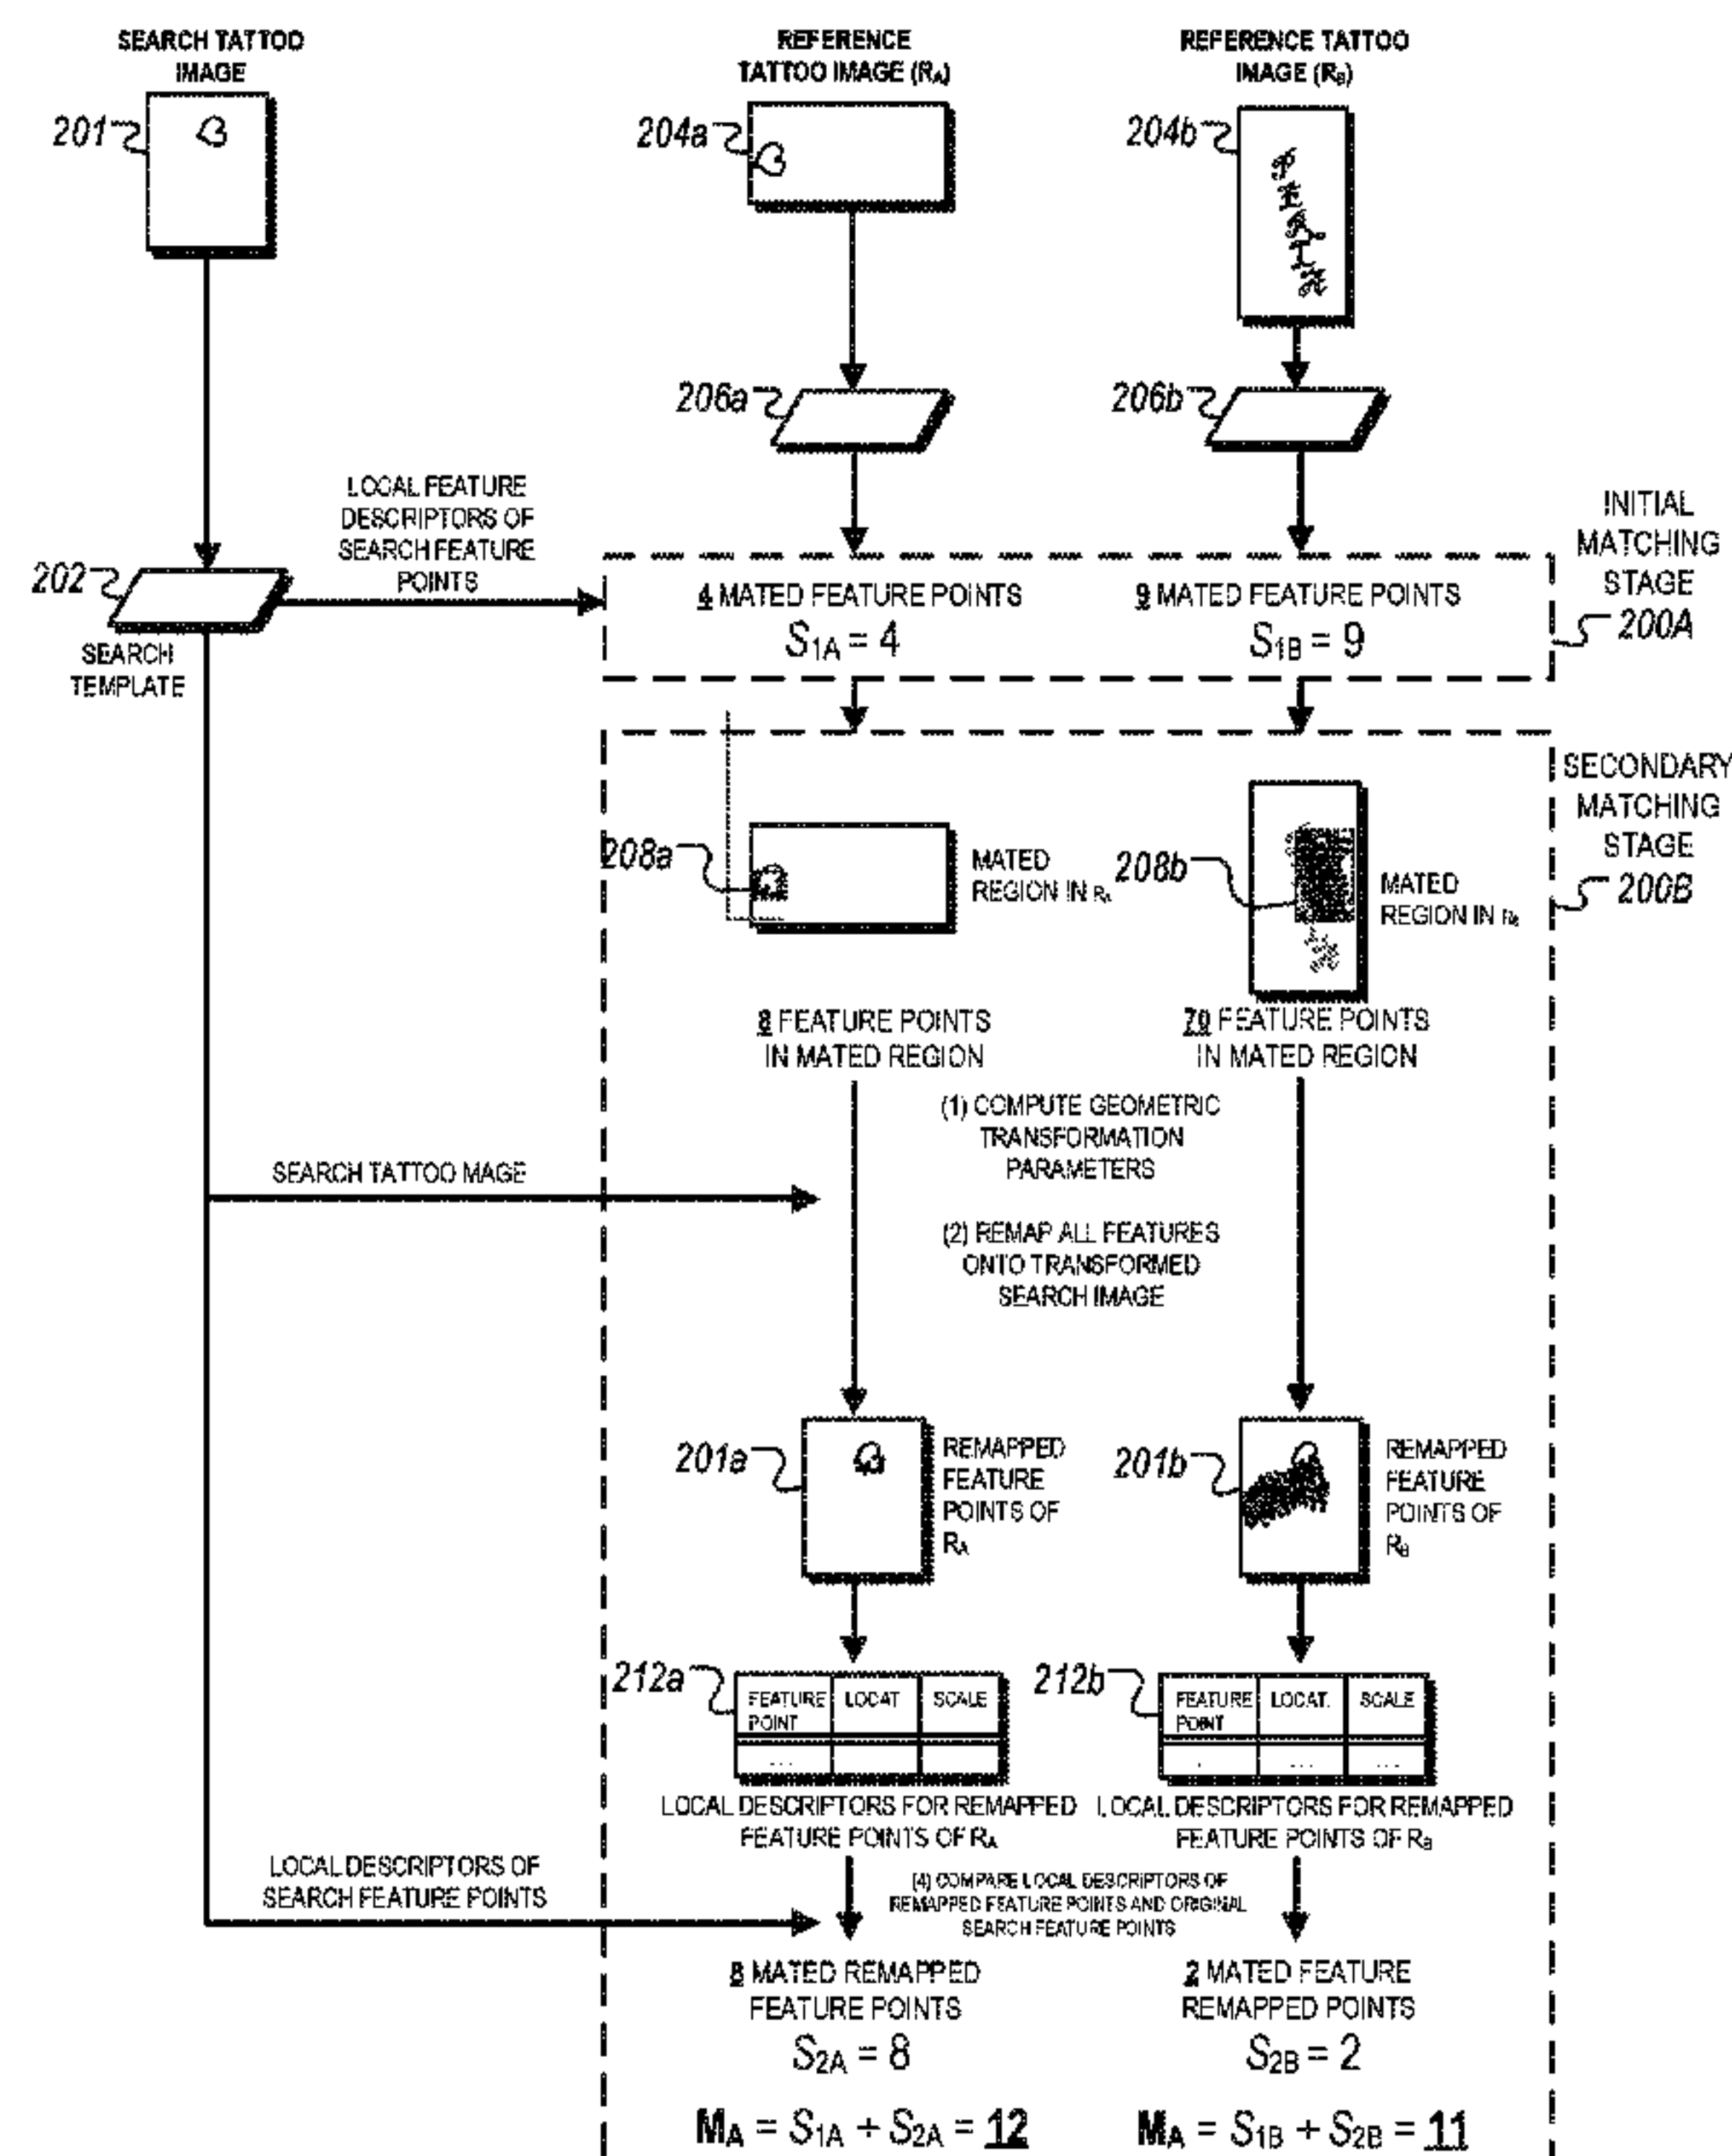 SEARCH TATTOO
IMAGE
REFERENCE
TATTOO IMAGE (RA)
REFERENCE TATTOO
IMAGE (RB)
201
204a
204b
206a
206b
LOCAL FEATURE
DESCRIPTORS OF
SEARCH FEATURE
POINTS
INITIAL
MATCHING
STAGE
200A
202
SEARCH
TEMPLATE
4 MATED FEATURE POINTS
S1A = 4
9 MATED FEATURE POINTS
S1B = 9
SECONDARY
MATCHING
STAGE
200B
208a
MATED
REGION IN RA
208b
MATED
REGION IN RB
8 FEATURE POINTS
IN MATED REGION
70 FEATURE POINTS
IN MATED REGION
(1) COMPUTE GEOMETRIC
TRANSFORMATION
PARAMETERS
SEARCH TATTOO MAGE
(2) REMAP ALL FEATURES
ONTO TRANSFORMED
SEARCH IMAGE
201a
REMAPPED
FEATURE
POINTS OF
RA
201b
REMAPPED
FEATURE
POINTS OF
RB
212a
FEATURE POINT LOCAT SCALE
...
212b
FEATURE POINT LOCAT. SCALE
. ... ...
LOCAL DESCRIPTORS FOR REMAPPED
FEATURE POINTS OF RA
LOCAL DESCRIPTORS FOR REMAPPED
FEATURE POINTS OF RB
LOCAL DESCRIPTORS OF
SEARCH FEATURE POINTS
(4) COMPARE LOCAL DESCRIPTORS OF
REMAPPED FEATURE POINTS AND ORIGINAL
SEARCH FEATURE POINTS
8 MATED REMAPPED
FEATURE POINTS
S2A = 8
2 MATED FEATURE
REMAPPED POINTS
S2B = 2
MA = S1A + S2A = 12
MA = S1B + S2B = 11